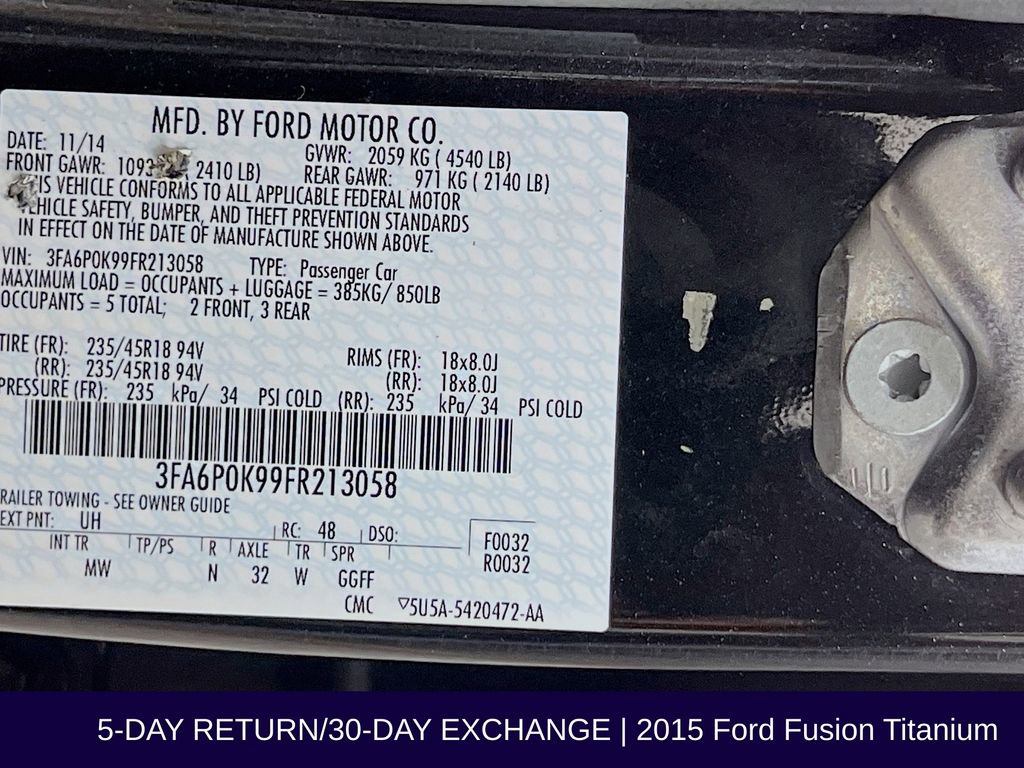 MFD. BY FORD MOTOR CO.
DATE: 11/14
GVWR: 2059 KG ( 4540 LB)
FRONT GAWR: 1093 2410 LB)
REAR GAWR: 971 KG ( 2140 LB)
IS VEHICLE CONFORMS TO ALL APPLICABLE FEDERAL MOTOR
VEHICLE SAFETY, BUMPER, AND THEFT PREVENTION STANDARDS
IN EFFECT ON THE DATE OF MANUFACTURE SHOWN ABOVE.
VIN: 3FA6P0K99FR213058 TYPE: Passenger Car
MAXIMUM LOAD = OCCUPANTS + LUGGAGE = 385KG/ 850LB
OCCUPANTS = 5 TOTAL; 2 FRONT, 3 REAR
TIRE (FR): 235/45R18 94V RIMS (FR): 18x8.0J
(RR): 235/45R18 94V (RR): 18x8.0J
PRESSURE (FR): 235 kPa/ 34 PSI COLD (RR): 235 kPa/ 34 PSI COLD
3FA6P0K99FR213058
RAILER TOWING - SEE OWNER GUIDE
EXT PNT: UH RC: 48 DSO:
F0032
R0032
INT TR TP/PS R AXLE TR SPR
MW N 32 W GGFF
CMC ▽5U5A-5420472-AA
5-DAY RETURN/30-DAY EXCHANGE | 2015 Ford Fusion Titanium